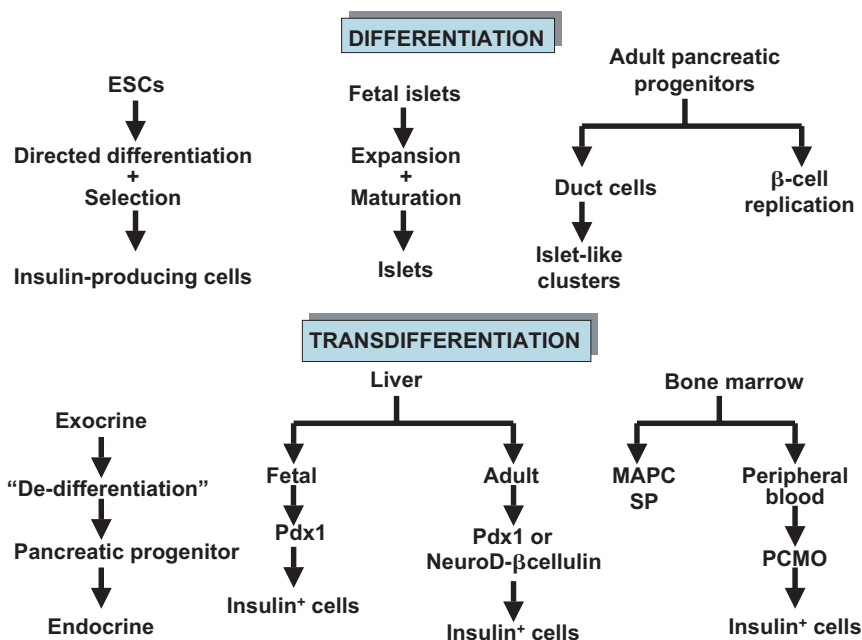 DIFFERENTIATION
ESCs
Directed differentiation
+
Selection
Insulin-producing cells
Fetal islets
Expansion
+
Maturation
Islets
Adult pancreatic
progenitors
Duct cells
Islet-like
clusters
β-cell
replication
TRANSDIFFERENTIATION
Exocrine
“De-differentiation”
Pancreatic progenitor
Endocrine
Liver
Fetal
Pdx1
Insulin⁺ cells
Adult
Pdx1 or
NeuroD-βcellulin
Insulin⁺ cells
Bone marrow
MAPC
SP
Peripheral
blood
PCMO
Insulin⁺ cells